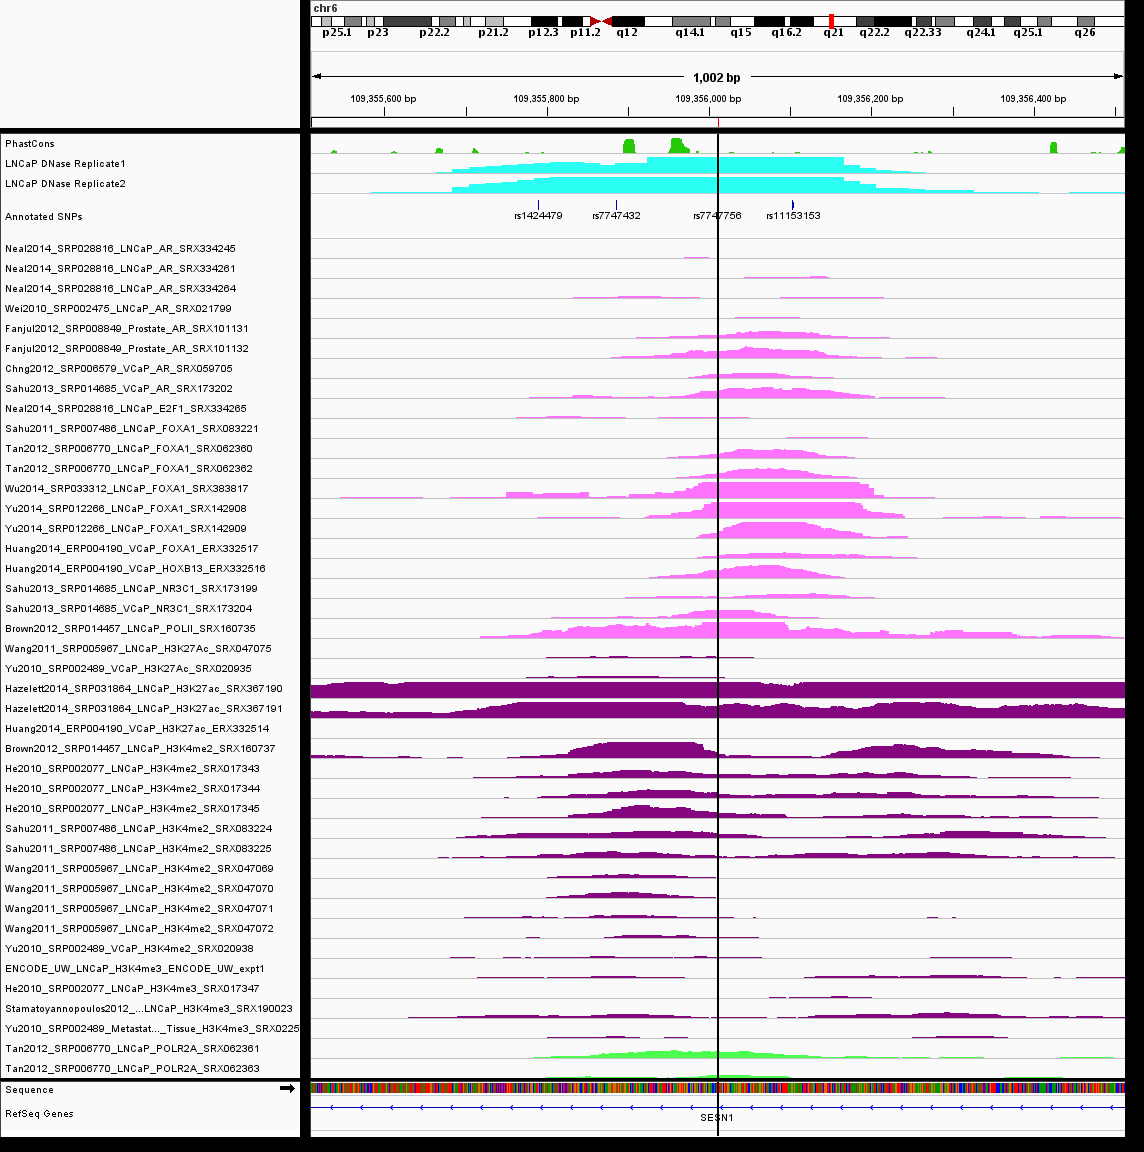 chr6
p25.1 p23 p22.2 p21.2 p12.3 p11.2 q12 q14.1 q15 q16.2 q21 q22.2 q22.33 q24.1 q25.1 q26
1,002 bp
109,355,600 bp 109,355,800 bp 109,356,000 bp 109,356,200 bp 109,356,400 bp
PhastCons
LNCaP DNase Replicate1
LNCaP DNase Replicate2
Annotated SNPs
rs1424479 rs7747432 rs7747756 rs11153153
Neal2014_SRP028816_LNCaP_AR_SRX334245
Neal2014_SRP028816_LNCaP_AR_SRX334261
Neal2014_SRP028816_LNCaP_AR_SRX334264
Wei2010_SRP002475_LNCaP_AR_SRX021799
Fanjul2012_SRP008849_Prostate_AR_SRX101131
Fanjul2012_SRP008849_Prostate_AR_SRX101132
Chng2012_SRP006579_VCaP_AR_SRX059705
Sahu2013_SRP014685_VCaP_AR_SRX173202
Neal2014_SRP028816_LNCaP_E2F1_SRX334265
Sahu2011_SRP007486_LNCaP_FOXA1_SRX083221
Tan2012_SRP006770_LNCaP_FOXA1_SRX062360
Tan2012_SRP006770_LNCaP_FOXA1_SRX062362
Wu2014_SRP033312_LNCaP_FOXA1_SRX383817
Yu2014_SRP012266_LNCaP_FOXA1_SRX142908
Yu2014_SRP012266_LNCaP_FOXA1_SRX142909
Huang2014_ERP004190_VCaP_FOXA1_ERX332517
Huang2014_ERP004190_VCaP_HOXB13_ERX332516
Sahu2013_SRP014685_LNCaP_NR3C1_SRX173199
Sahu2013_SRP014685_VCaP_NR3C1_SRX173204
Brown2012_SRP014457_LNCaP_POLII_SRX160735
Wang2011_SRP005967_LNCaP_H3K27Ac_SRX047075
Yu2010_SRP002489_VCaP_H3K27Ac_SRX020935
Hazelett2014_SRP031864_LNCaP_H3K27ac_SRX367190
Hazelett2014_SRP031864_LNCaP_H3K27ac_SRX367191
Huang2014_ERP004190_VCaP_H3K27ac_ERX332514
Brown2012_SRP014457_LNCaP_H3K4me2_SRX160737
He2010_SRP002077_LNCaP_H3K4me2_SRX017343
He2010_SRP002077_LNCaP_H3K4me2_SRX017344
He2010_SRP002077_LNCaP_H3K4me2_SRX017345
Sahu2011_SRP007486_LNCaP_H3K4me2_SRX083224
Sahu2011_SRP007486_LNCaP_H3K4me2_SRX083225
Wang2011_SRP005967_LNCaP_H3K4me2_SRX047069
Wang2011_SRP005967_LNCaP_H3K4me2_SRX047070
Wang2011_SRP005967_LNCaP_H3K4me2_SRX047071
Wang2011_SRP005967_LNCaP_H3K4me2_SRX047072
Yu2010_SRP002489_VCaP_H3K4me2_SRX020938
ENCODE_UW_LNCaP_H3K4me3_ENCODE_UW_expt1
He2010_SRP002077_LNCaP_H3K4me3_SRX017347
Stamatoyannopoulos2012_...LNCaP_H3K4me3_SRX190023
Yu2010_SRP002489_Metastat..._Tissue_H3K4me3_SRX0225
Tan2012_SRP006770_LNCaP_POLR2A_SRX062361
Tan2012_SRP006770_LNCaP_POLR2A_SRX062363
Sequence
RefSeq Genes
SESN1